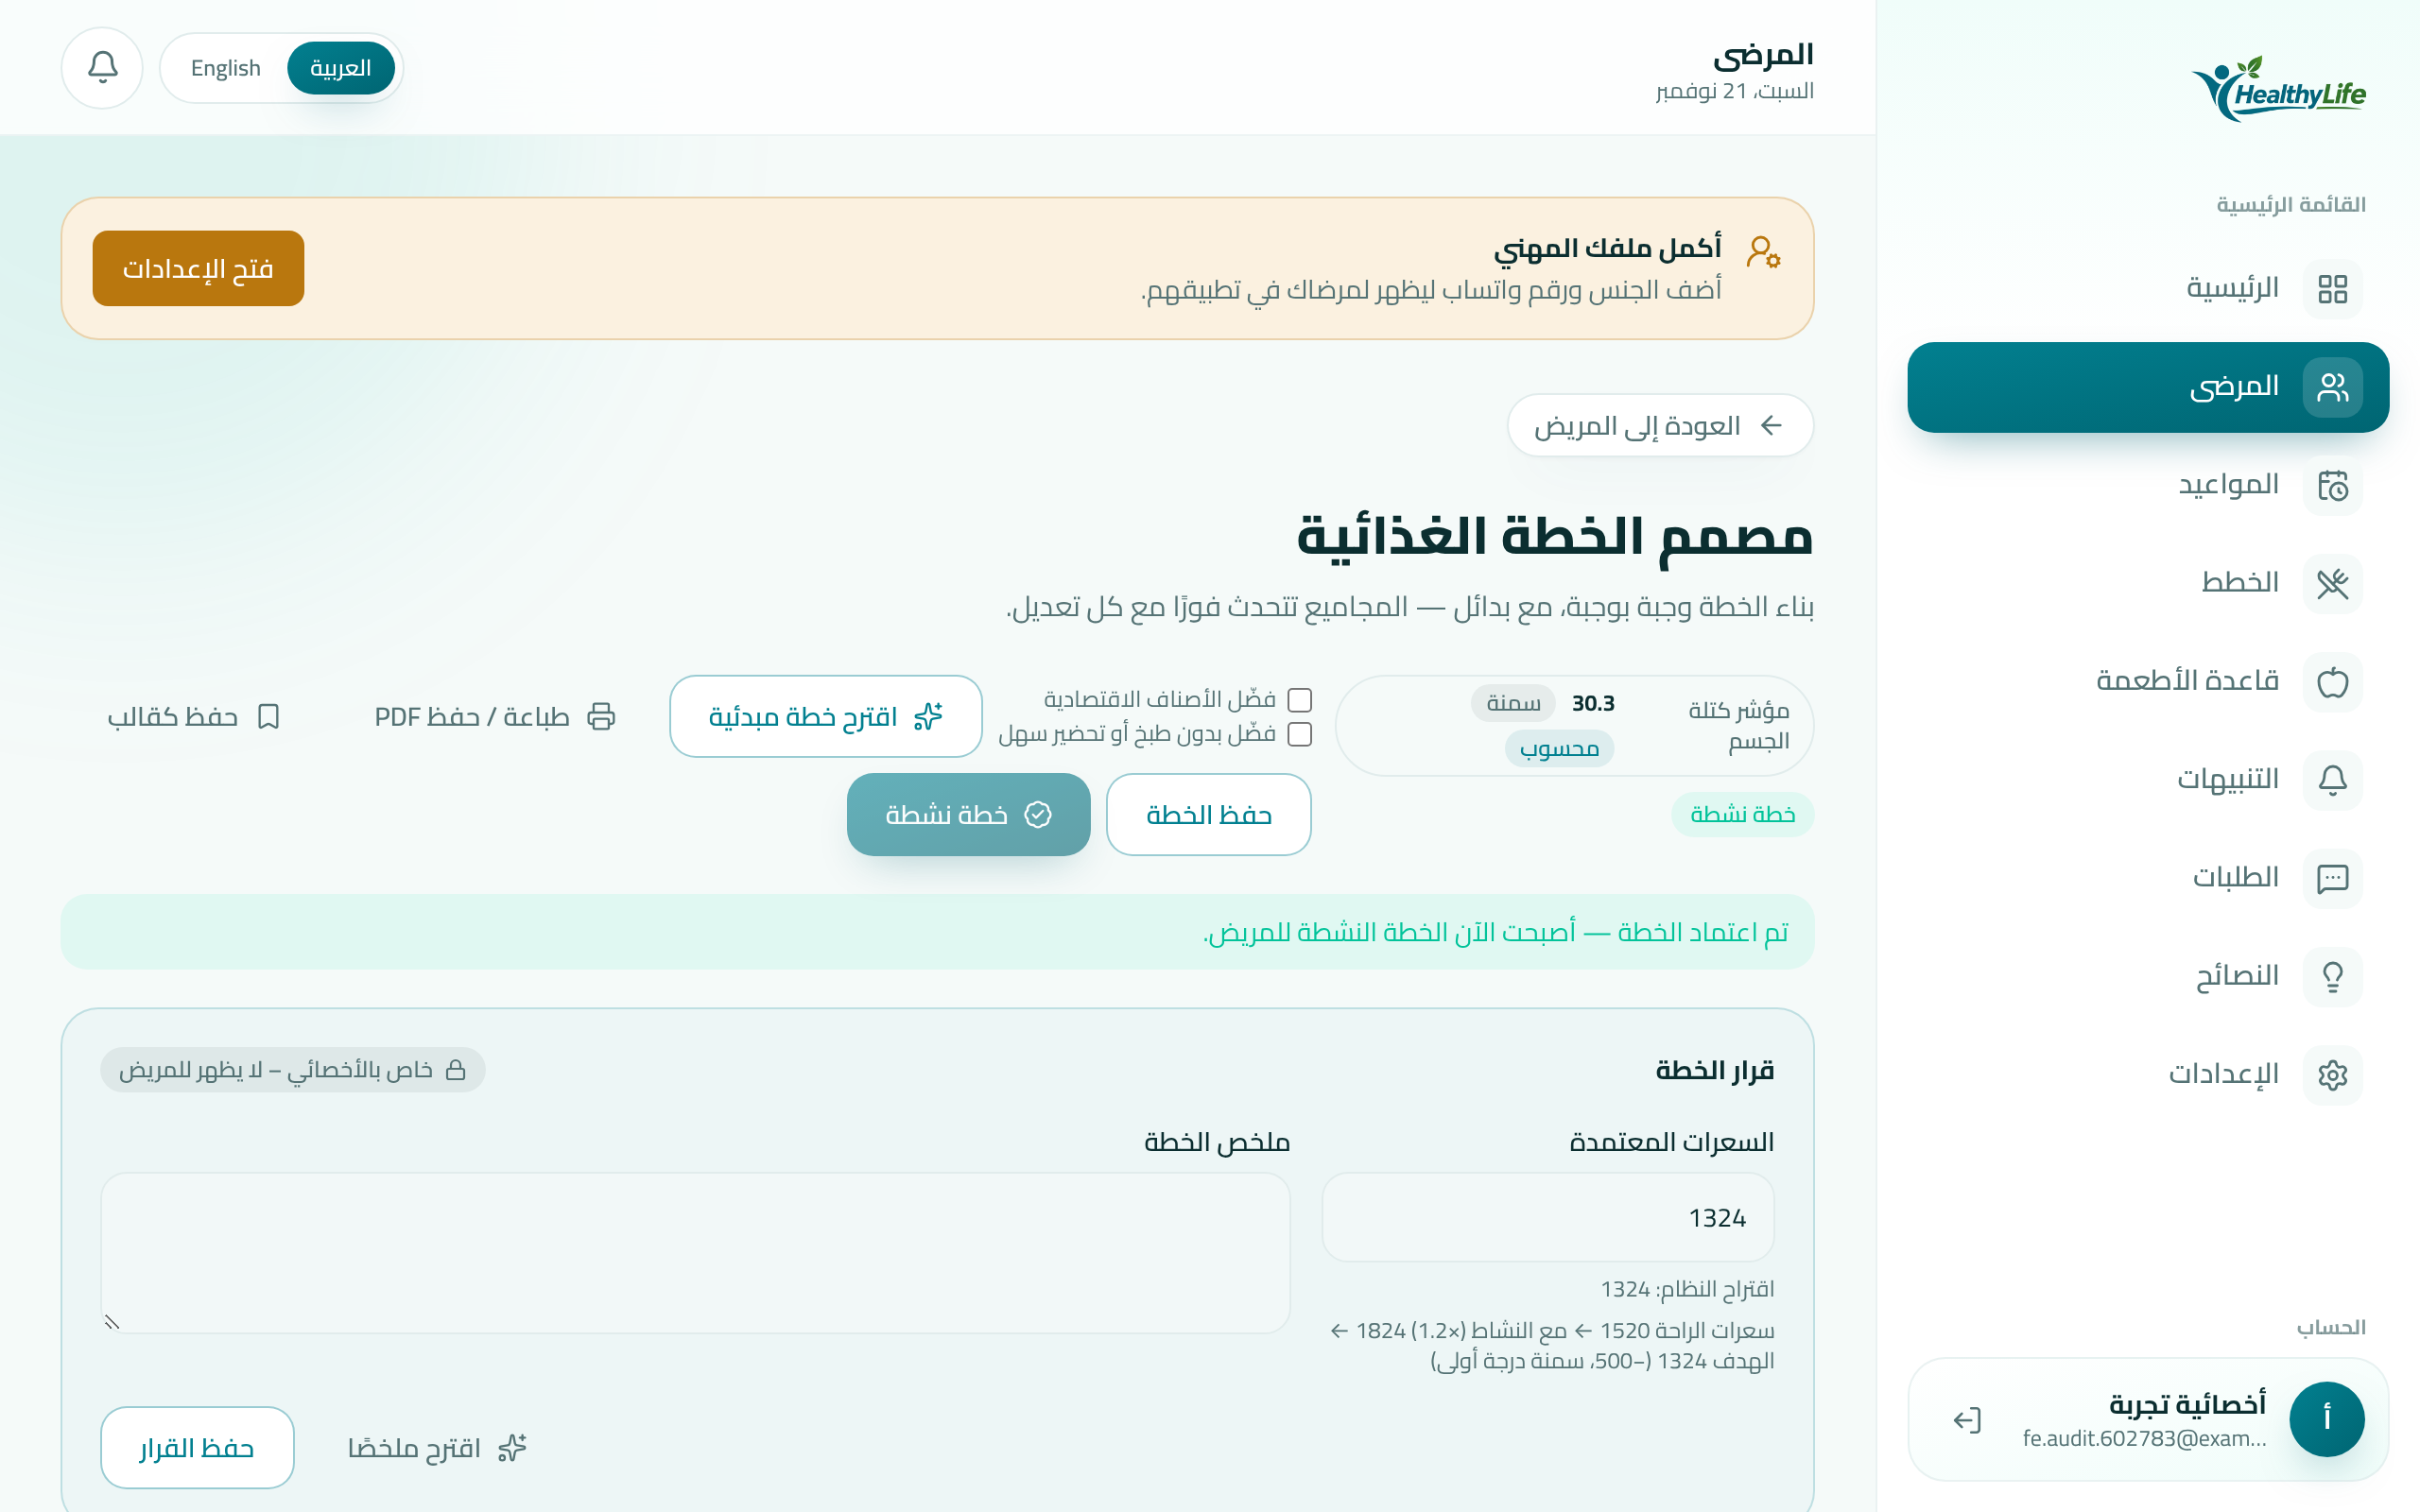 HealthyLife
القائمة الرئيسية
الرئيسية
المرضى
المواعيد
الخطط
قاعدة الأطعمة
التنبيهات
الطلبات
النصائح
الإعدادات
الحساب
أ
أخصائية تجربة
fe.audit.602783@exam...
المرضى
السبت، 21 نوفمبر
العربية
English
أكمل ملفك المهني
أضف الجنس ورقم واتساب ليظهر لمرضاك في تطبيقهم.
فتح الإعدادات
العودة إلى المريض
مصمم الخطة الغذائية
بناء الخطة وجبة بوجبة، مع بدائل — المجاميع تتحدث فورًا مع كل تعديل.
مؤشر كتلة الجسم
30.3 سمنة
محسوب
فضّل الأصناف الاقتصادية
فضّل بدون طبخ أو تحضير سهل
اقترح خطة مبدئية
طباعة / حفظ PDF
حفظ كقالب
خطة نشطة
حفظ الخطة
خطة نشطة
تم اعتماد الخطة — أصبحت الآن الخطة النشطة للمريض.
قرار الخطة
خاص بالأخصائي – لا يظهر للمريض
السعرات المعتمدة
1324
اقتراح النظام: 1324
سعرات الراحة 1520 ← مع النشاط (×1.2) 1824 ←
الهدف 1324 (−500، سمنة درجة أولى)
ملخص الخطة
اقترح ملخصًا
حفظ القرار